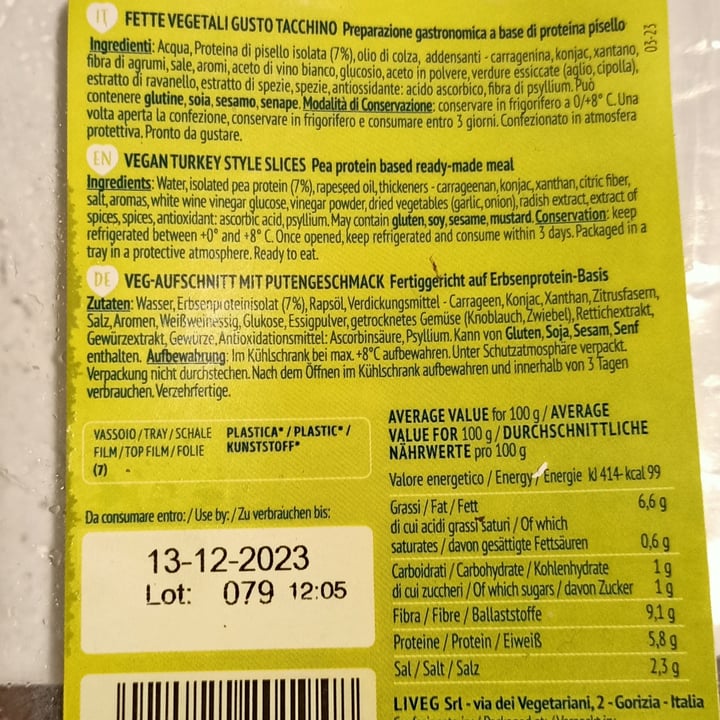 IT FETTE VEGETALI GUSTO TACCHINO Preparazione gastronomica a base di proteina pisello
Ingredienti: Acqua, Proteina di pisello isolata (7%), olio di colza, addensanti - carragenina, konjac, xantano,
fibra di agrumi, sale, aromi, aceto di vino bianco, glucosio, aceto in polvere, verdure essiccate (aglio, cipolla),
estratto di ravanello, estratto di spezie, spezie, antiossidante: acido ascorbico, fibra di psyllium. Può
contenere glutine, soia, sesamo, senape. Modalità di Conservazione: conservare in frigorifero a 0/+8° C. Una
volta aperta la confezione, conservare in frigorifero e consumare entro 3 giorni. Confezionato in atmosfera
protettiva. Pronto da gustare.
03-23
EN VEGAN TURKEY STYLE SLICES Pea protein based ready-made meal
Ingredients: Water, isolated pea protein (7%), rapeseed oil, thickeners - carrageenan, konjac, xanthan, citric fiber,
salt, aromas, white wine vinegar glucose, vinegar powder, dried vegetables (garlic, onion), radish extract, extract of
spices, spices, antioxidant: ascorbic acid, psyllium. May contain gluten, soy, sesame, mustard. Conservation: keep
refrigerated between +0° and +8° C. Once opened, keep refrigerated and consume within 3 days. Packaged in a
tray in a protective atmosphere. Ready to eat.
DE VEG-AUFSCHNITT MIT PUTENGESCHMACK Fertiggericht auf Erbsenprotein-Basis
Zutaten: Wasser, Erbsenproteinisolat (7%), Rapsöl, Verdickungsmittel - Carrageen, Konjac, Xanthan, Zitrusfasern,
Salz, Aromen, Weißweinessig, Glukose, Essigpulver, getrocknetes Gemüse (Knoblauch, Zwiebel), Rettichextrakt,
Gewürzextrakt, Gewürze, Antioxidationsmittel: Ascorbinsäure, Psyllium. Kann von Gluten, Soja, Sesam, Senf
enthalten. Aufbewahrung: Im Kühlschrank bei max. +8°C aufbewahren. Unter Schutzatmosphäre verpackt.
Verpackung nicht durchstechen. Nach dem Öffnen im Kühlschrank aufbewahren und innerhalb von 3 Tagen
verbrauchen. Verzehrfertige.
VASSOIO / TRAY / SCHALE PLASTICA* / PLASTIC* /
FILM / TOP FILM / FOLIE KUNSTSTOFF*
(7)
Da consumare entro: / Use by: / Zu verbrauchen bis:
13-12-2023
Lot: 079 12:05
AVERAGE VALUE for 100 g / AVERAGE
VALUE FOR 100 g / DURCHSCHNITTLICHE
NÄHRWERTE pro 100 g
Valore energetico / Energy / Energie kJ 414- kcal 99
Grassi / Fat / Fett 6,6 g
di cui acidi grassi saturi / Of which
saturates / davon gesättigte Fettsäuren 0,6 g
Carboidrati / Carbohydrate / Kohlenhydrate 1 g
di cui zuccheri / Of which sugars / davon Zucker 1 g
Fibra / Fibre / Ballaststoffe 9,1 g
Proteine / Protein / Eiweiß 5,8 g
Sal / Salt / Salz 2,3 g
LIVEG Srl - via dei Vegetariani, 2 - Gorizia - Italia